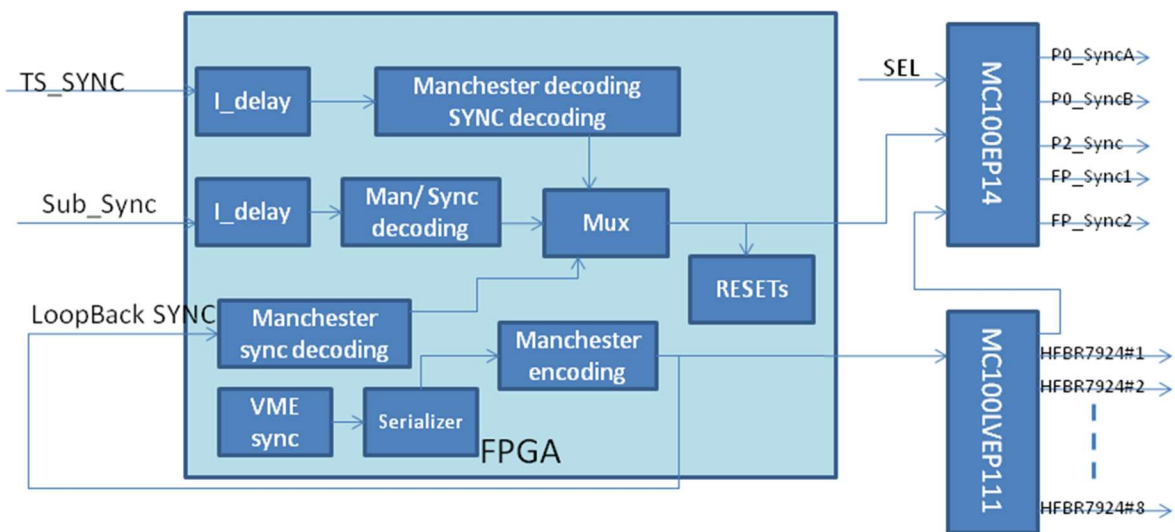 TS_SYNC
I_delay
Manchester decoding
SYNC decoding
SEL
MC100EP14
P0_SyncA
P0_SyncB
P2_Sync
FP_Sync1
FP_Sync2
Sub_Sync
I_delay
Man/ Sync
decoding
Mux
RESETs
LoopBack SYNC
Manchester
sync decoding
Manchester
encoding
VME
sync
Serializer
FPGA
MC100LVEP111
HFBR7924#1
HFBR7924#2
HFBR7924#8